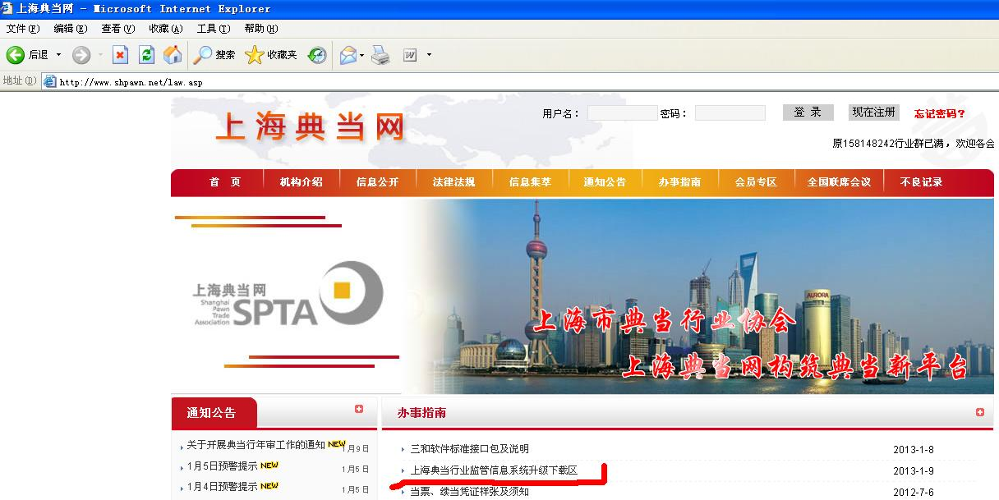 上海典当网 - Microsoft Internet Explorer
文件(F) 编辑(E) 查看(V) 收藏(A) 工具(T) 帮助(H)
后退 搜索 收藏夹 W
地址(D) http://www.shpawn.net/law.asp
上海典当网
用户名： 密码： 登 录 现在注册 忘记密码?
原158148242行业群已满，欢迎各会
首 页 机构介绍 信息公开 法律法规 信息集萃 通知公告 办事指南 会员专区 全国联席会议 不良记录
上海典当网
Shanghai
Pawn
Trade
Association
SPTA
AURORA
上海市典当行业协会
上海典当网构筑典当新平台
通知公告
关于开展典当行年审工作的通知 NEW 1月9日
1月5日预警提示 NEW 1月5日
1月4日预警提示 NEW 1月5日
办事指南
三和软件标准接口包及说明 2013-1-8
上海典当行业监管信息系统升级下载区 2013-1-9
当票、续当凭证样张及须知 2012-7-6